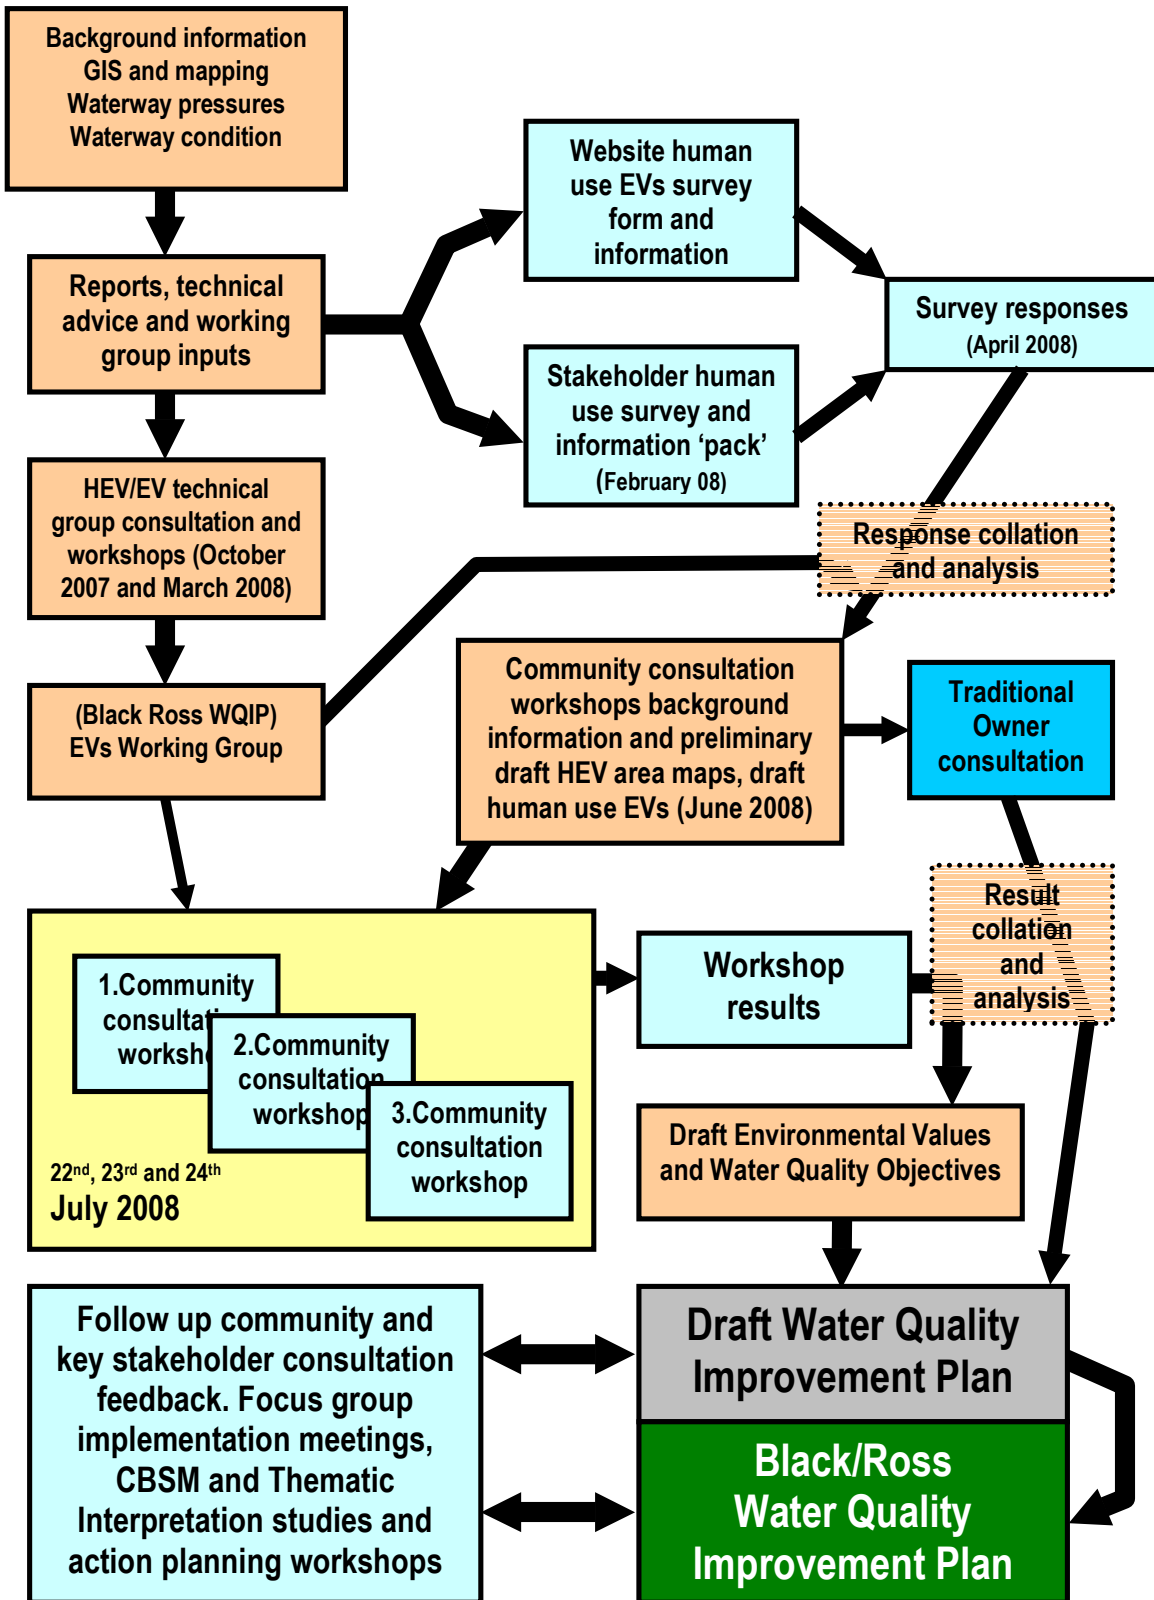 Background information
GIS and mapping
Waterway pressures
Waterway condition
Website human
use EVs survey
form and
information
Reports, technical
advice and working
group inputs
Survey responses
(April 2008)
Stakeholder human
use survey and
information ‘pack’
(February 08)
HEV/EV technical
group consultation and
workshops (October
2007 and March 2008)
Response collation
and analysis
(Black Ross WQIP)
EVs Working Group
Community consultation
workshops background
information and preliminary
draft HEV area maps, draft
human use EVs (June 2008)
Traditional
Owner
consultation
Result
collation
and
analysis
Workshop
results
1.Community
consultatio
worksho
2.Community
consultation
workshop
3.Community
consultation
workshop
22nd, 23rd and 24th
July 2008
Draft Environmental Values
and Water Quality Objectives
Follow up community and
key stakeholder consultation
feedback. Focus group
implementation meetings,
CBSM and Thematic
Interpretation studies and
action planning workshops
Draft Water Quality
Improvement Plan
Black/Ross
Water Quality
Improvement Plan